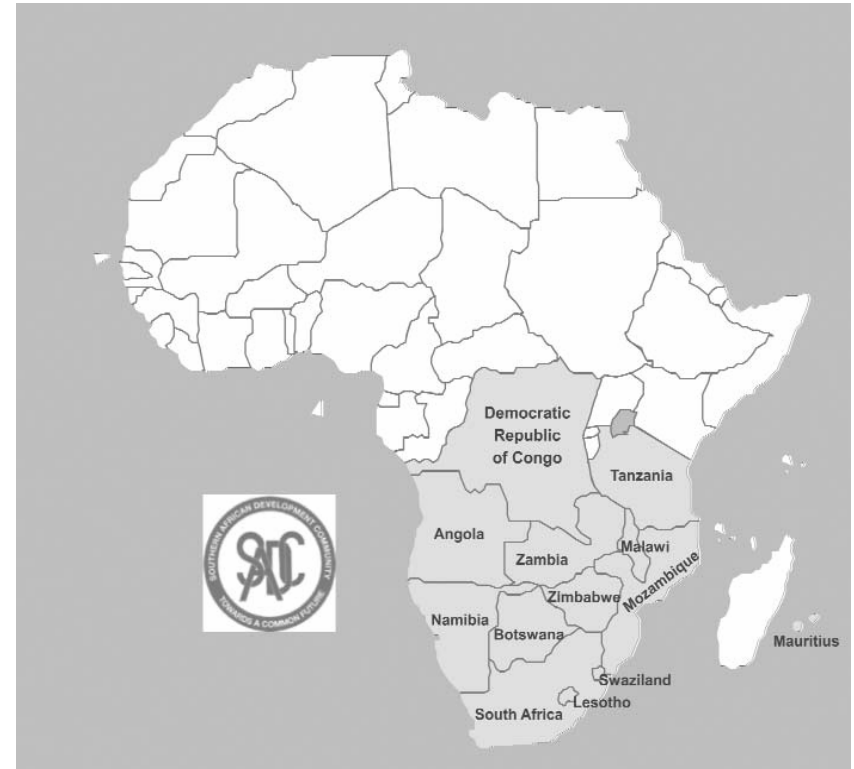 Democratic
Republic
of Congo
Tanzania
Angola
Malawi
Zambia
Mozambique
Zimbabwe
Namibia
Botswana
Mauritius
Swaziland
Lesotho
South Africa
SOUTHERN AFRICAN DEVELOPMENT COMMUNITY
SADC
TOWARDS A COMMON FUTURE